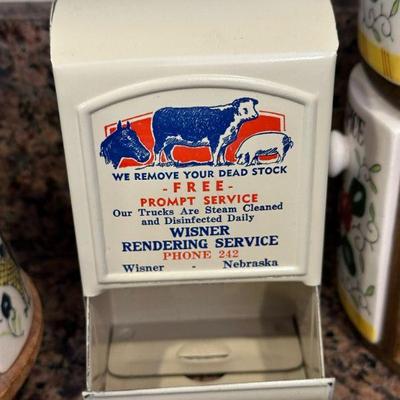 WE REMOVE YOUR DEAD STOCK
- FREE -
PROMPT SERVICE
Our Trucks Are Steam Cleaned
and Disinfected Daily
WISNER
RENDERING SERVICE
PHONE 242
Wisner - Nebraska